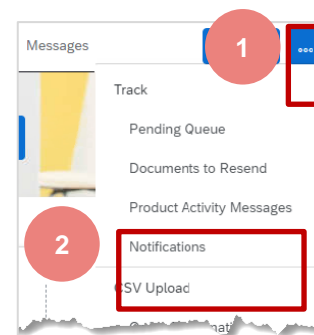 Messages
1
Track
Pending Queue
Documents to Resend
Product Activity Messages
2
Notifications
CSV Upload